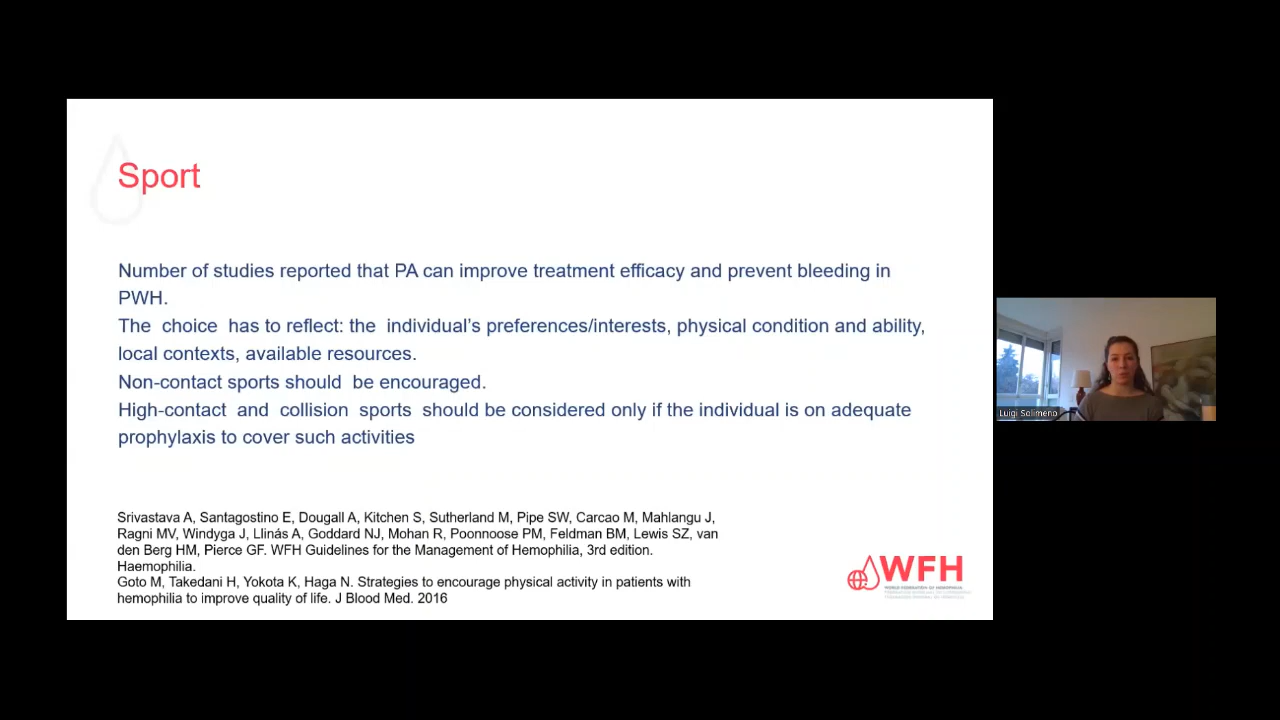 Sport
Number of studies reported that PA can improve treatment efficacy and prevent bleeding in
PWH.
The choice has to reflect: the individual's preferences/interests, physical condition and ability,
local contexts, available resources.
Non-contact sports should be encouraged.
High-contact and collision sports should be considered only if the individual is on adequate
prophylaxis to cover such activities
Srivastava A, Santagostino E, Dougall A, Kitchen S, Sutherland M, Pipe SW, Carcao M, Mahlangu J,
Ragni MV, Windyga J, Llinás A, Goddard NJ, Mohan R, Poonnoose PM, Feldman BM, Lewis SZ, van
den Berg HM, Pierce GF. WFH Guidelines for the Management of Hemophilia, 3rd edition.
Haemophilia.
Goto M, Takedani H, Yokota K, Haga N. Strategies to encourage physical activity in patients with
hemophilia to improve quality of life. J Blood Med. 2016
WFH
WORLD FEDERATION OF HEMOPHILIA
Luigi Solimeno